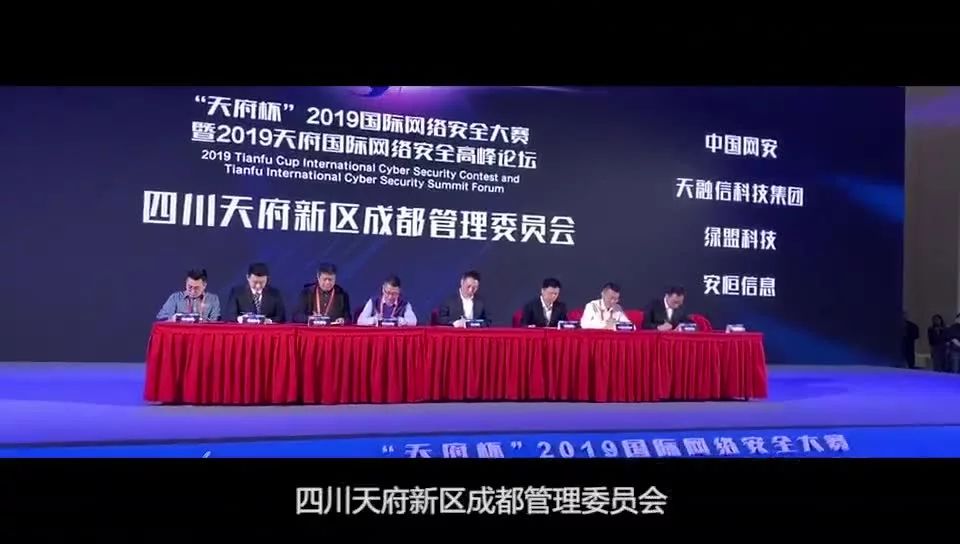 “天府杯”2019国际网络安全大赛
暨2019天府国际网络安全高峰论坛
2019 Tianfu Cup International Cyber Security Contest and
Tianfu International Cyber Security Summit Forum
四川天府新区成都管理委员会
中国网安
天融信科技集团
绿盟科技
安恒信息
“天府杯”2019国际网络安全大赛
四川天府新区成都管理委员会